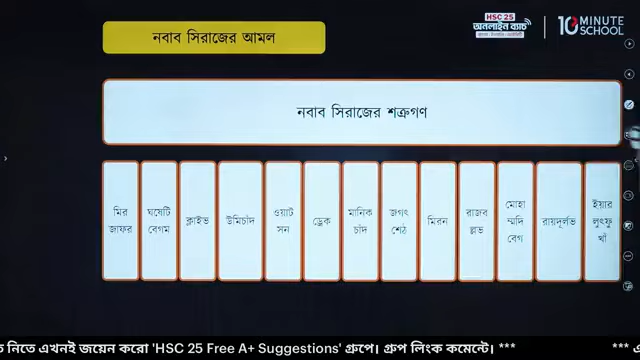 নবাব সিরাজের আমল
HSC 25
অনলাইন ব্যাচ
10 MINUTE SCHOOL
নবাব সিরাজের শত্রুগণ
মির জাফর
ঘষেটি বেগম
ক্লাইভ
উমিচাঁদ
ওয়াট সন
ড্রেক
মানিক চাঁদ
জগৎ শেঠ
মিরন
রাজব ল্লভ
মোহা ম্মদি বেগ
রায়দুর্লভ
ইয়ার লুৎফু খাঁ
নিতে এখনই জয়েন করো 'HSC 25 Free A+ Suggestions' গ্রুপে। গ্রুপ লিংক কমেন্টে। *** ***